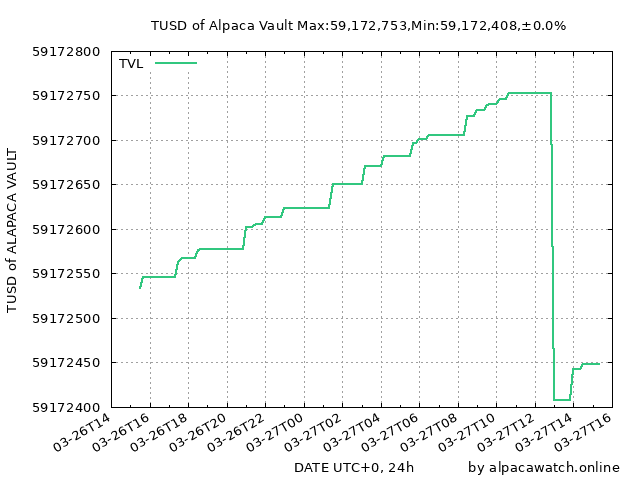 TUSD of Alpaca Vault Max:59,172,753,Min:59,172,408,±0.0%
TVL
59172800
59172750
59172700
59172650
59172600
59172550
59172500
59172450
59172400
TUSD of ALAPACA VAULT
03-26T14
03-26T16
03-26T18
03-26T20
03-26T22
03-27T00
03-27T02
03-27T04
03-27T06
03-27T08
03-27T10
03-27T12
03-27T14
03-27T16
DATE UTC+0, 24h
by alpacawatch.online